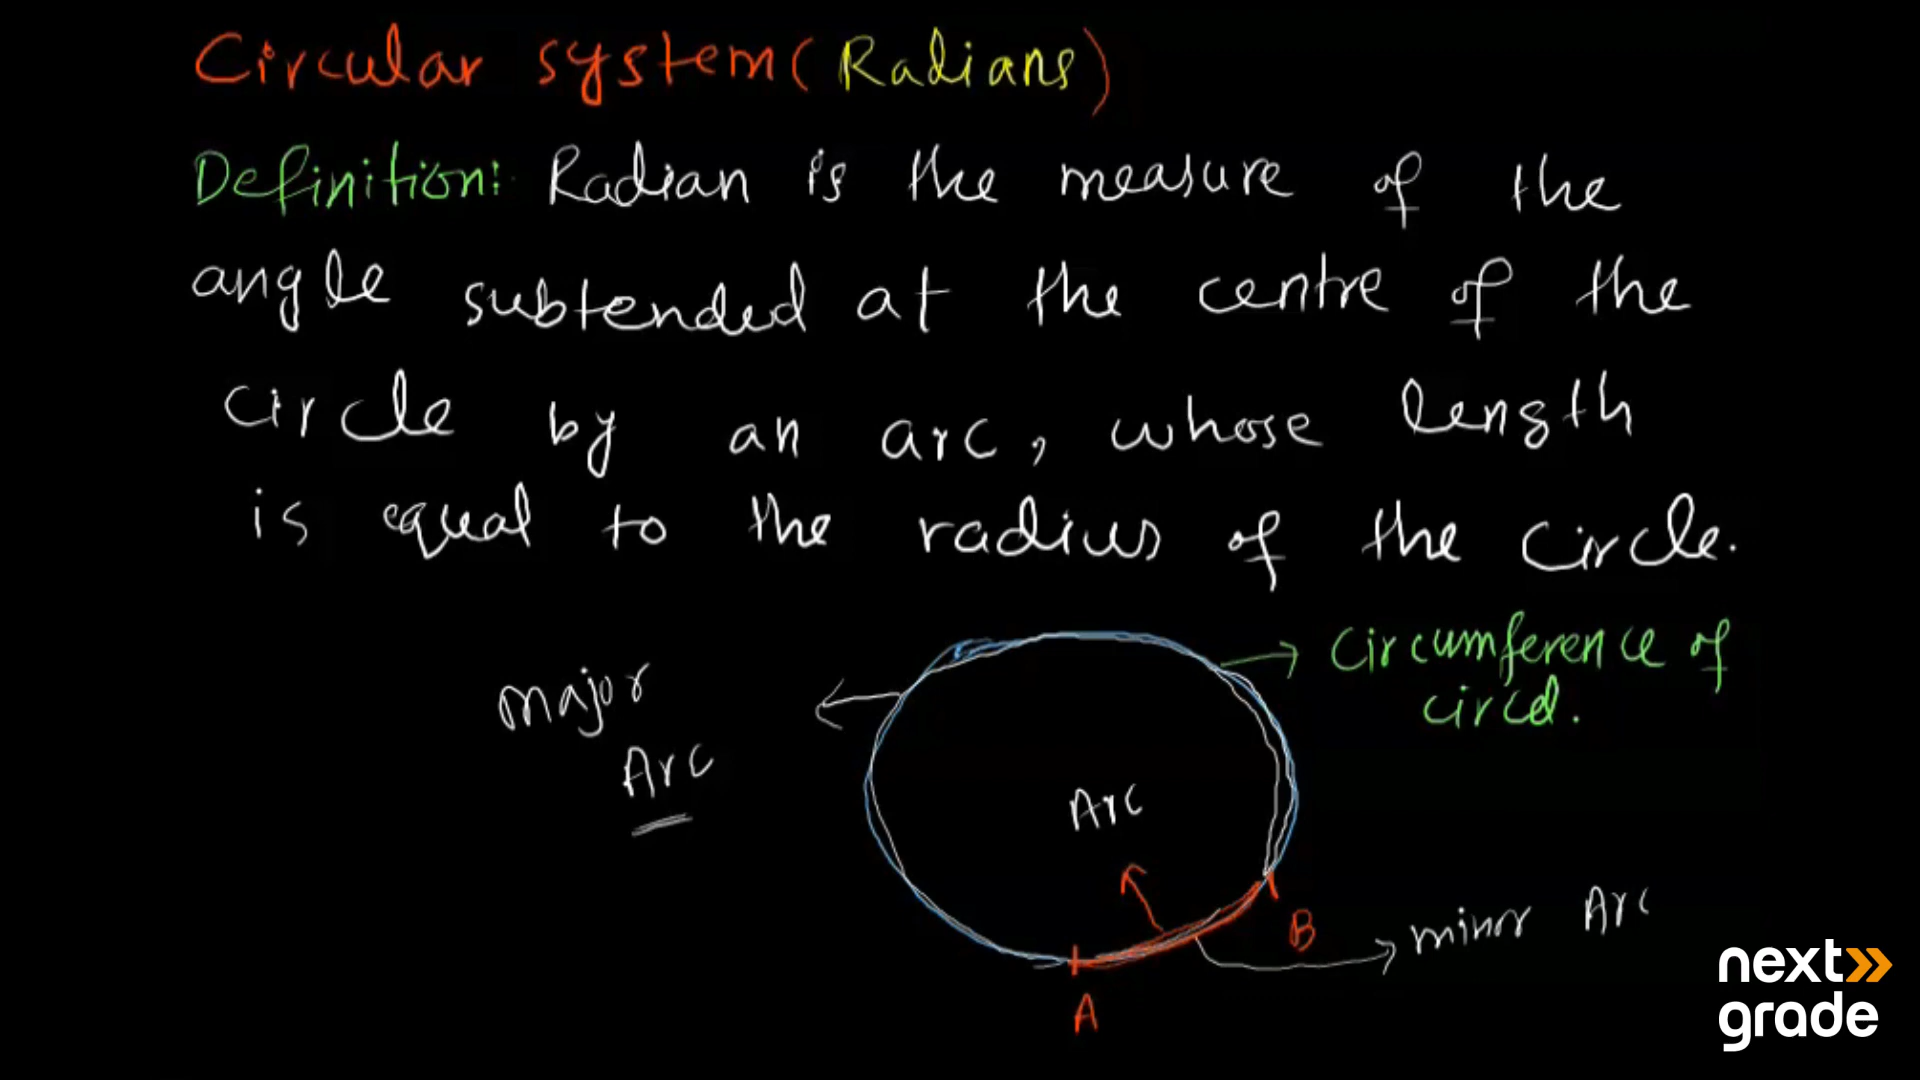 Circular system (Radians)
Definition: Radian is the measure of the
angle subtended at the centre of the
circle by an arc, whose length
is equal to the radius of the circle.
Major
Arc
Circumference of
Arc
B
minor Arc
A
next
grade